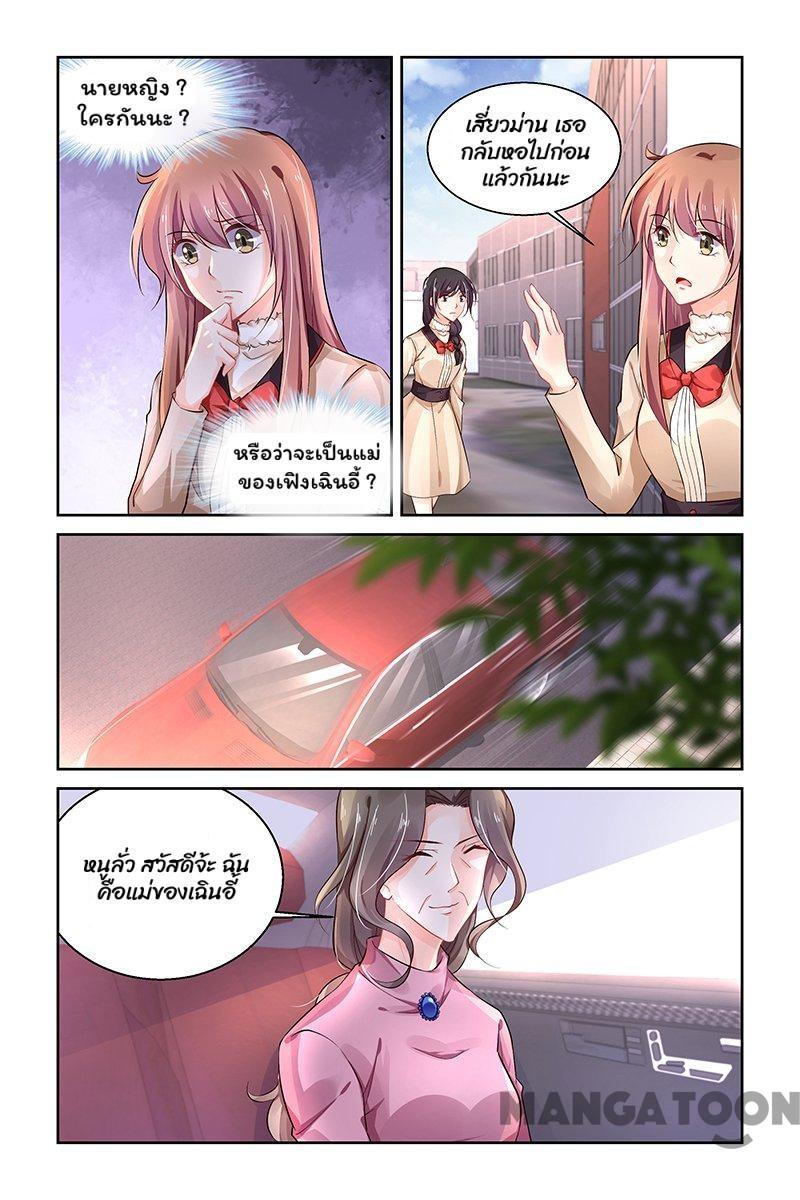 นายหญิง ?
ใครกันนะ ?
หรือว่าจะเป็นแม่
ของเฟิงเฉินอี้ ?
เสี่ยวม่าน เธอ
กลับหอไปก่อน
แล้วกันนะ
หนูลั่ว สวัสดีจ้ะ ฉัน
คือแม่ของเฉินอี้
MANGATOON